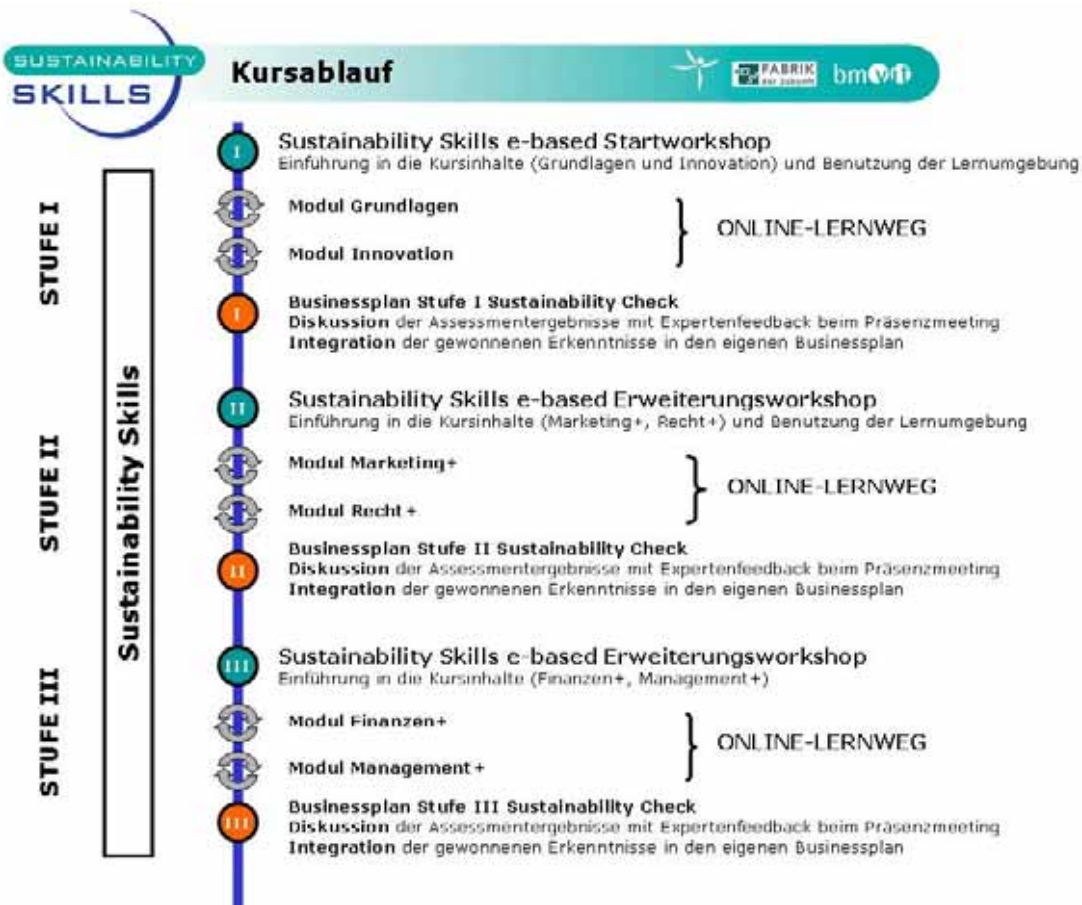 SUSTAINABILITY
SKILLS
Kursablauf
FABRIK
der Zukunft
bmvit
Sustainability Skills
STUFE I
I
Sustainability Skills e-based Startworkshop
Einführung in die Kursinhalte (Grundlagen und Innovation) und Benutzung der Lernumgebung
Modul Grundlagen
Modul Innovation
ONLINE-LERNWEG
I
Businessplan Stufe I Sustainability Check
Diskussion der Assessmentergebnisse mit Expertenfeedback beim Präsenzmeeting
Integration der gewonnenen Erkenntnisse in den eigenen Businessplan
STUFE II
II
Sustainability Skills e-based Erweiterungsworkshop
Einführung in die Kursinhalte (Marketing+, Recht+) und Benutzung der Lernumgebung
Modul Marketing+
Modul Recht+
ONLINE-LERNWEG
II
Businessplan Stufe II Sustainability Check
Diskussion der Assessmentergebnisse mit Expertenfeedback beim Präsenzmeeting
Integration der gewonnenen Erkenntnisse in den eigenen Businessplan
STUFE III
III
Sustainability Skills e-based Erweiterungsworkshop
Einführung in die Kursinhalte (Finanzen+, Management+)
Modul Finanzen+
Modul Management+
ONLINE-LERNWEG
III
Businessplan Stufe III Sustainability Check
Diskussion der Assessmentergebnisse mit Expertenfeedback beim Präsenzmeeting
Integration der gewonnenen Erkenntnisse in den eigenen Businessplan